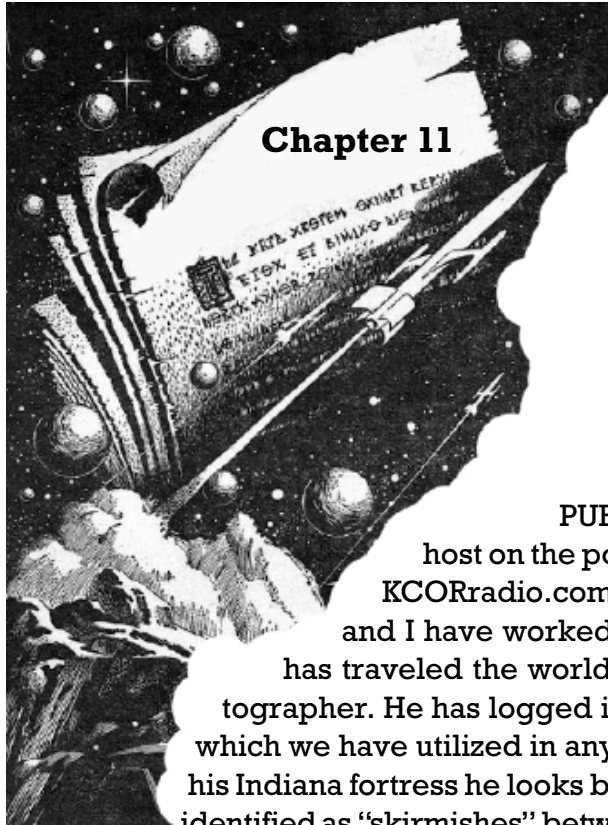 Chapter 11
PUB
host on the po
KCORradio.com
and I have worked
has traveled the world
tographer. He has logged i
which we have utilized in any
his Indiana fortress he looks b
identified as “skirmishes” betw